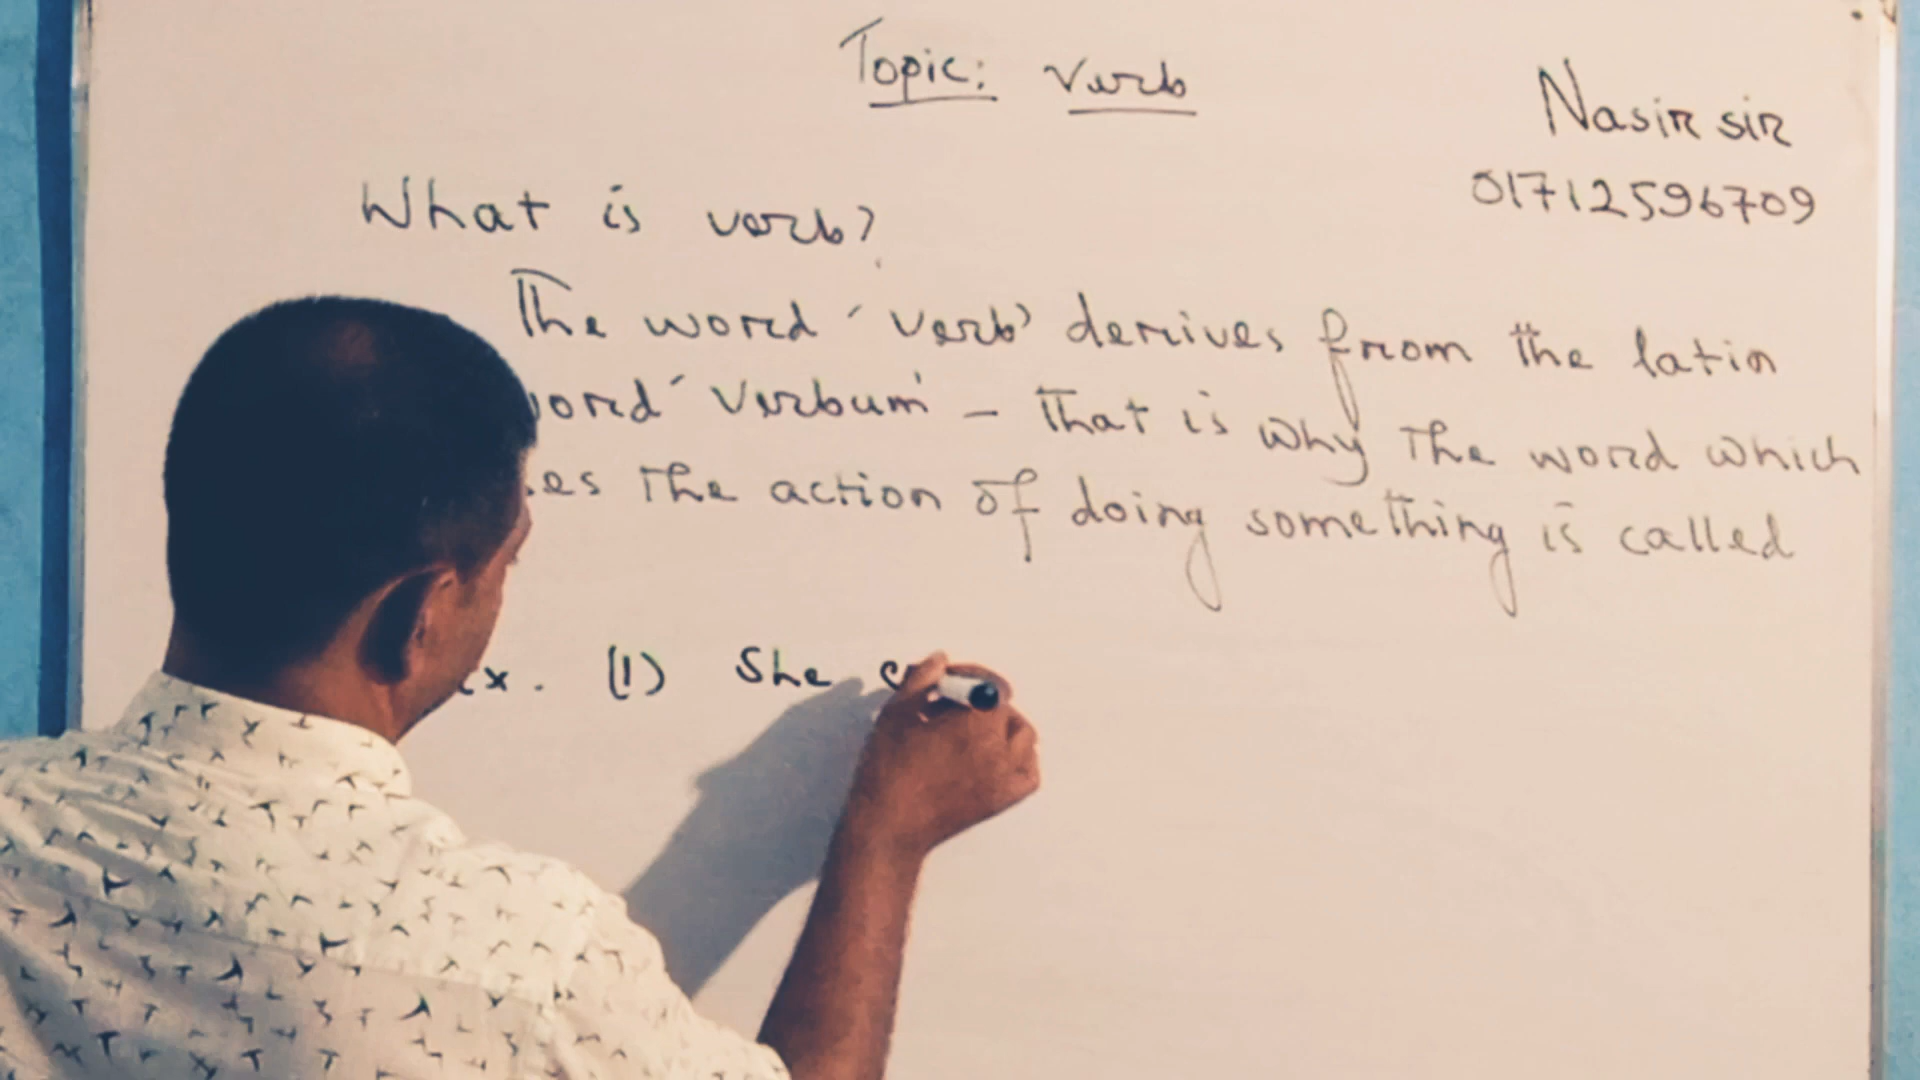 Topic: Verb
Nasir sir
01712596709
What is verb?
The word 'verb' derives from the latin
word 'Verbum' - That is why The word which
The action of doing something is called
Ex. (1) She